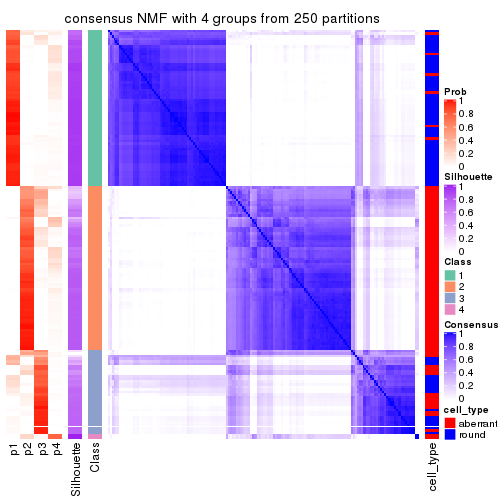 consensus NMF with 4 groups from 250 partitions
Prob
1
0.8
0.6
0.4
0.2
0
Silhouette
1
0.8
0.6
0.4
0.2
0
Class
1
2
3
4
Consensus
1
0.8
0.6
0.4
0.2
0
cell_type
aberrant
round
p1
p2
p3
p4
Silhouette
Class
cell_type